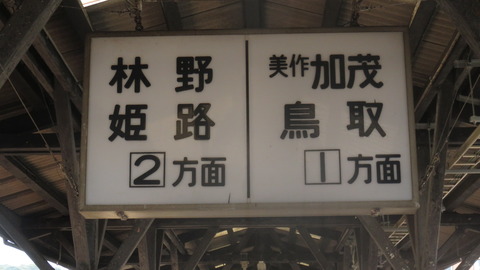 林野
姫路
2 方面
美作加茂
鳥取
1 方面